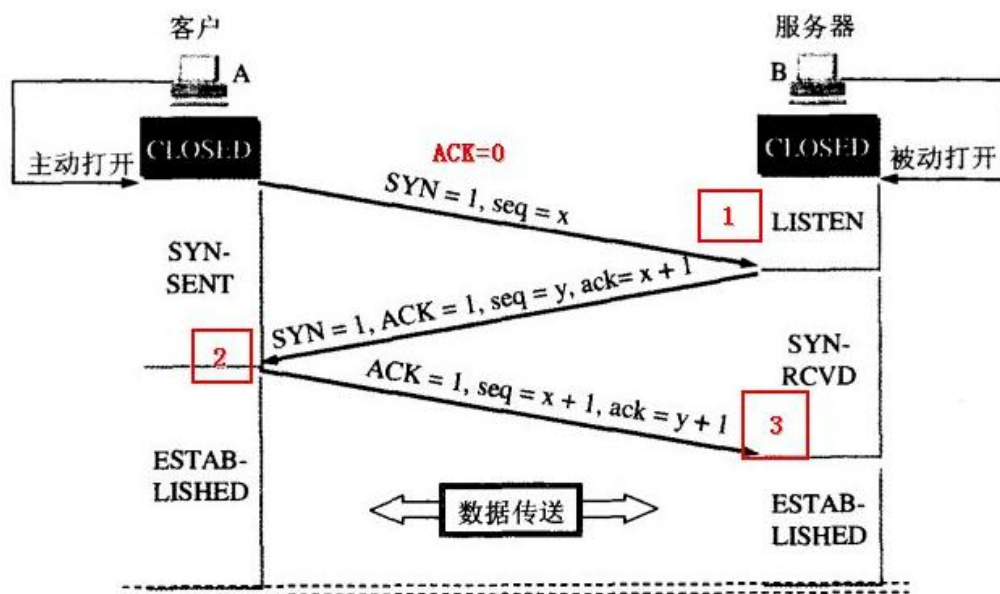 客户
服务器
A
B
CLOSED
CLOSED
主动打开
被动打开
ACK=0
SYN = 1, seq = x
1
LISTEN
SYN-
SENT
SYN = 1, ACK = 1, seq = y, ack= x + 1
2
SYN-
RCVD
ACK = 1, seq = x + 1, ack = y + 1
3
ESTAB-
LISHED
数据传送
ESTAB-
LISHED